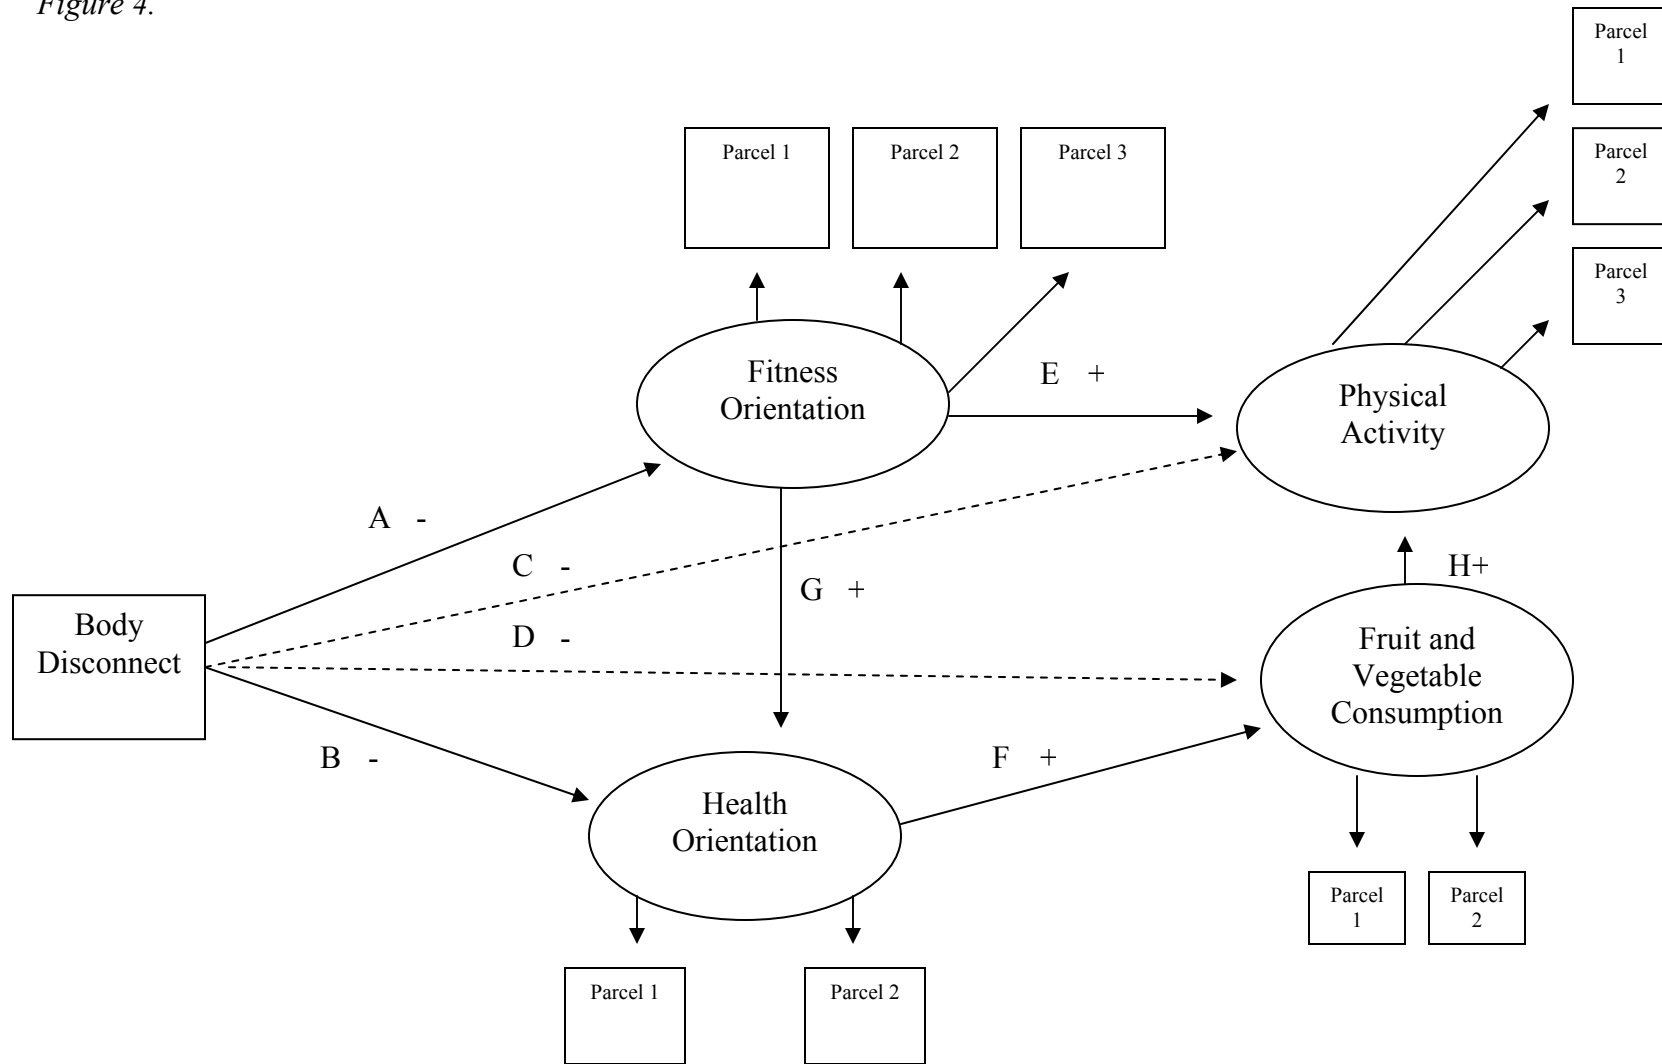 Figure 4.
Parcel
1
Parcel 1
Parcel 2
Parcel 3
Parcel
2
Parcel
3
Fitness
Orientation
E +
Physical
Activity
A -
C -
G +
H+
D -
Body
Disconnect
Fruit and
Vegetable
Consumption
B -
F +
Health
Orientation
Parcel
1
Parcel
2
Parcel 1
Parcel 2